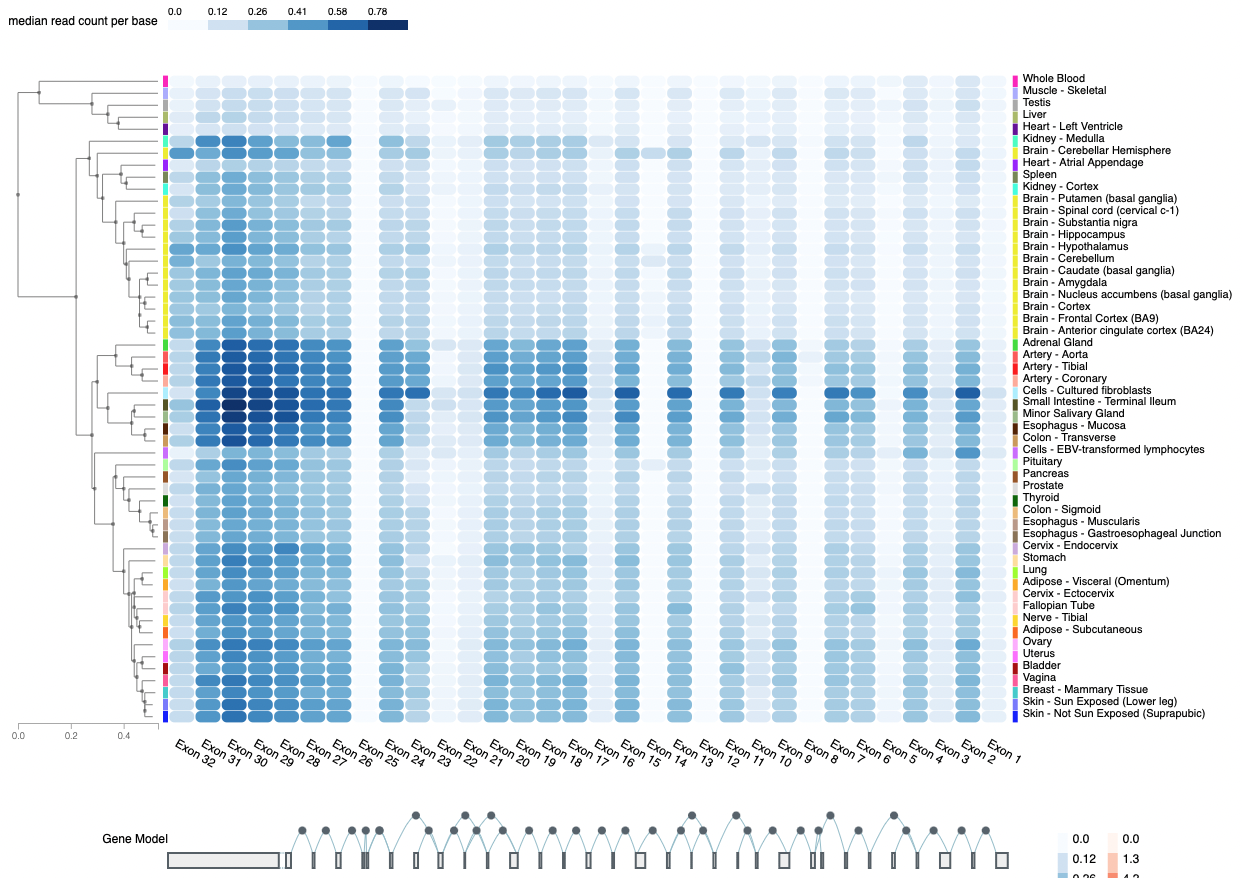 median read count per base
0.0 0.12 0.26 0.41 0.58 0.78
Whole Blood
Muscle - Skeletal
Testis
Liver
Heart - Left Ventricle
Kidney - Medulla
Brain - Cerebellar Hemisphere
Heart - Atrial Appendage
Spleen
Kidney - Cortex
Brain - Putamen (basal ganglia)
Brain - Spinal cord (cervical c-1)
Brain - Substantia nigra
Brain - Hippocampus
Brain - Hypothalamus
Brain - Cerebellum
Brain - Caudate (basal ganglia)
Brain - Amygdala
Brain - Nucleus accumbens (basal ganglia)
Brain - Cortex
Brain - Frontal Cortex (BA9)
Brain - Anterior cingulate cortex (BA24)
Adrenal Gland
Artery - Aorta
Artery - Tibial
Artery - Coronary
Cells - Cultured fibroblasts
Small Intestine - Terminal Ileum
Minor Salivary Gland
Esophagus - Mucosa
Colon - Transverse
Cells - EBV-transformed lymphocytes
Pituitary
Pancreas
Prostate
Thyroid
Colon - Sigmoid
Esophagus - Muscularis
Esophagus - Gastroesophageal Junction
Cervix - Endocervix
Stomach
Lung
Adipose - Visceral (Omentum)
Cervix - Ectocervix
Fallopian Tube
Nerve - Tibial
Adipose - Subcutaneous
Ovary
Uterus
Bladder
Vagina
Breast - Mammary Tissue
Skin - Sun Exposed (Lower leg)
Skin - Not Sun Exposed (Suprapubic)
0.0 0.2 0.4
Exon 32 Exon 31 Exon 30 Exon 29 Exon 28 Exon 27 Exon 26 Exon 25 Exon 24 Exon 23 Exon 22 Exon 21 Exon 20 Exon 19 Exon 18 Exon 17 Exon 16 Exon 15 Exon 14 Exon 13 Exon 12 Exon 11 Exon 10 Exon 9 Exon 8 Exon 7 Exon 6 Exon 5 Exon 4 Exon 3 Exon 2 Exon 1
Gene Model
0.0 0.0
0.12 1.3
0.26 4.2